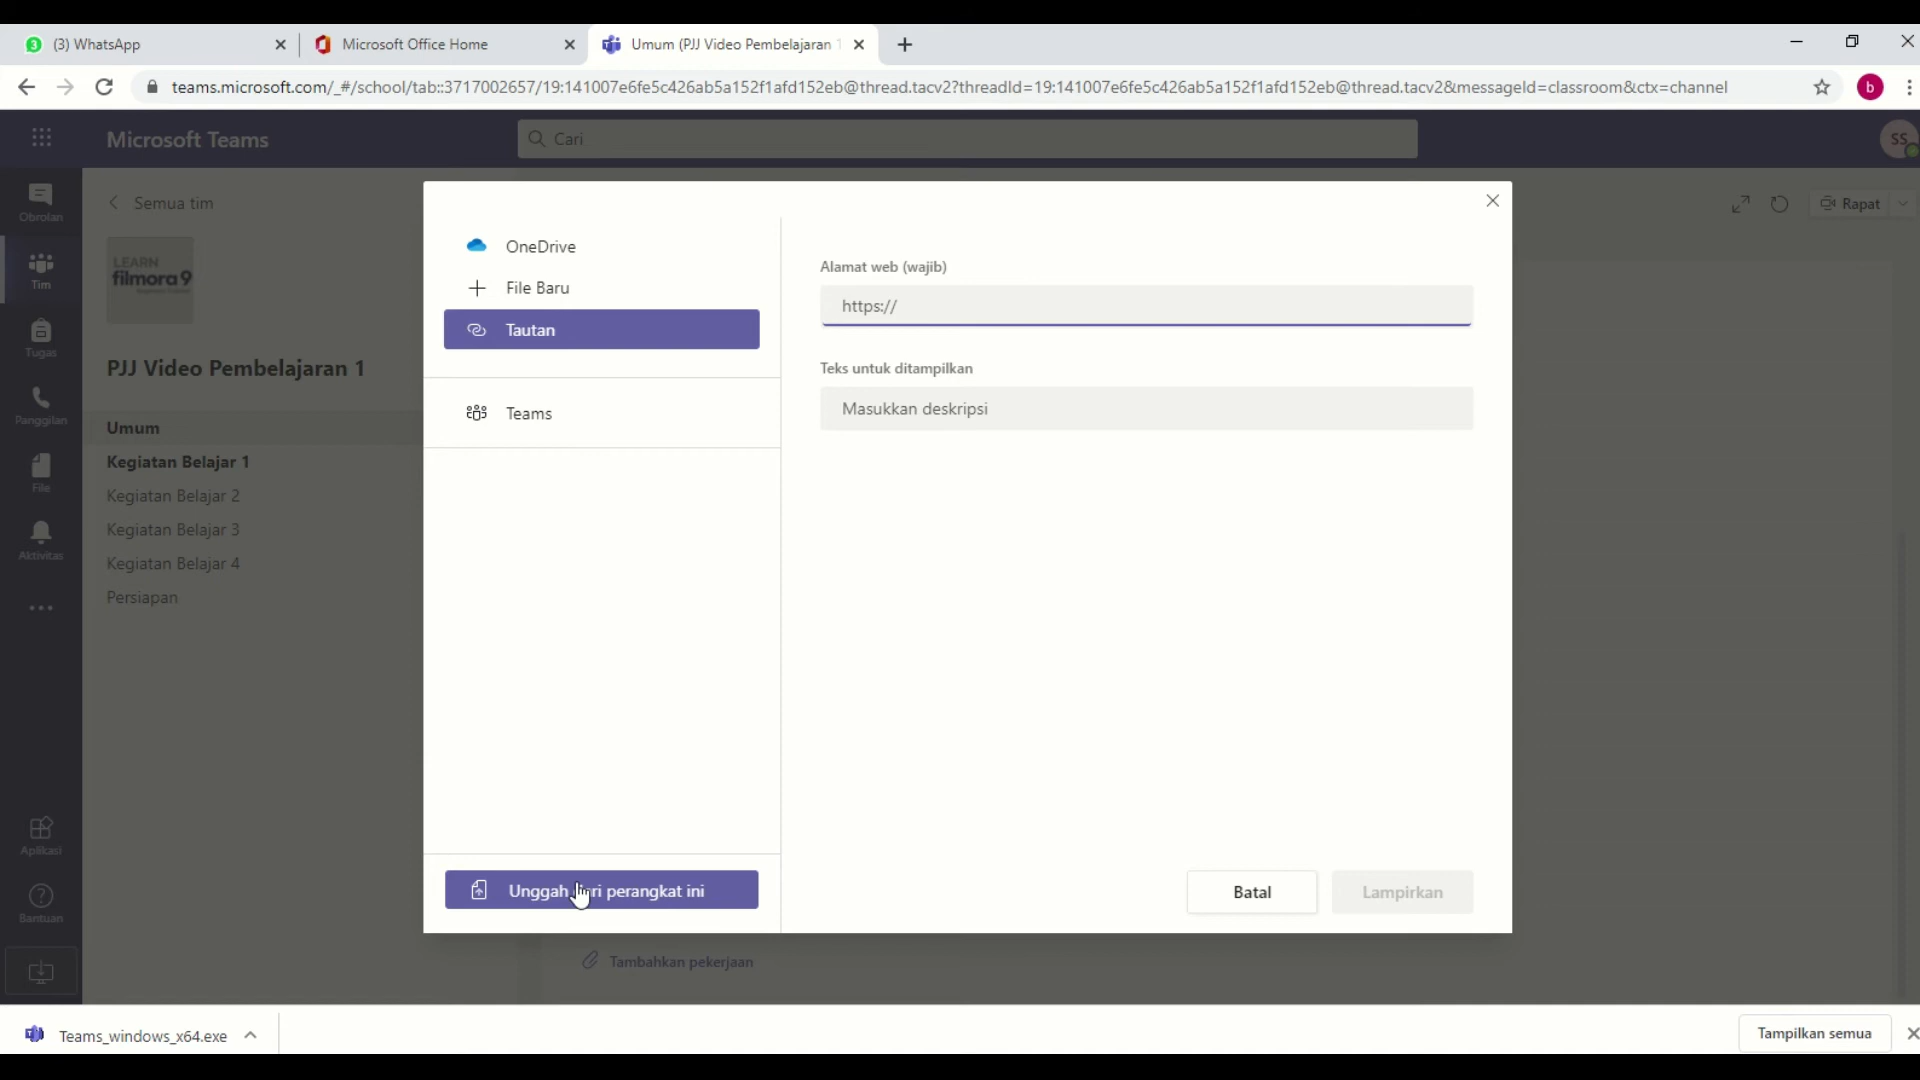 (3) WhatsApp
Microsoft Office Home
Umum (PJJ Video Pembelajaran 1
teams.microsoft.com/_#/school/tab::3717002657/19:141007e6fe5c426ab5a152f1afd152eb@thread.tacv2?threadId=19:141007e6fe5c426ab5a152f1afd152eb@thread.tacv2&messageId=classroom&ctx=channel
b
Microsoft Teams
Cari
SS
Obrolan
Tim
Tugas
Panggilan
File
Aktivitas
Aplikasi
Bantuan
Semua tim
LEARN
filmora9
PJJ Video Pembelajaran 1
Umum
Kegiatan Belajar 1
Kegiatan Belajar 2
Kegiatan Belajar 3
Kegiatan Belajar 4
Persiapan
OneDrive
File Baru
Tautan
Teams
Unggah dari perangkat ini
Alamat web (wajib)
https://
Teks untuk ditampilkan
Masukkan deskripsi
Batal
Lampirkan
Rapat
Tambahkan pekerjaan
Teams_windows_x64.exe
Tampilkan semua